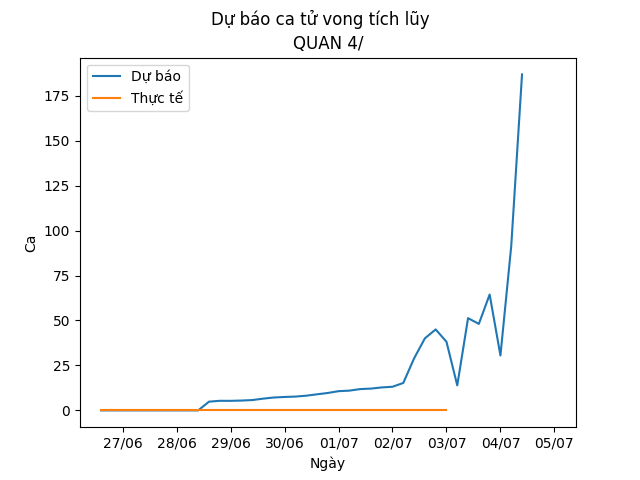 Dự báo ca tử vong tích lũy
QUAN 4/
Dự báo
Thực tế
175
150
125
100
75
50
25
0
Ca
27/06 28/06 29/06 30/06 01/07 02/07 03/07 04/07 05/07
Ngày